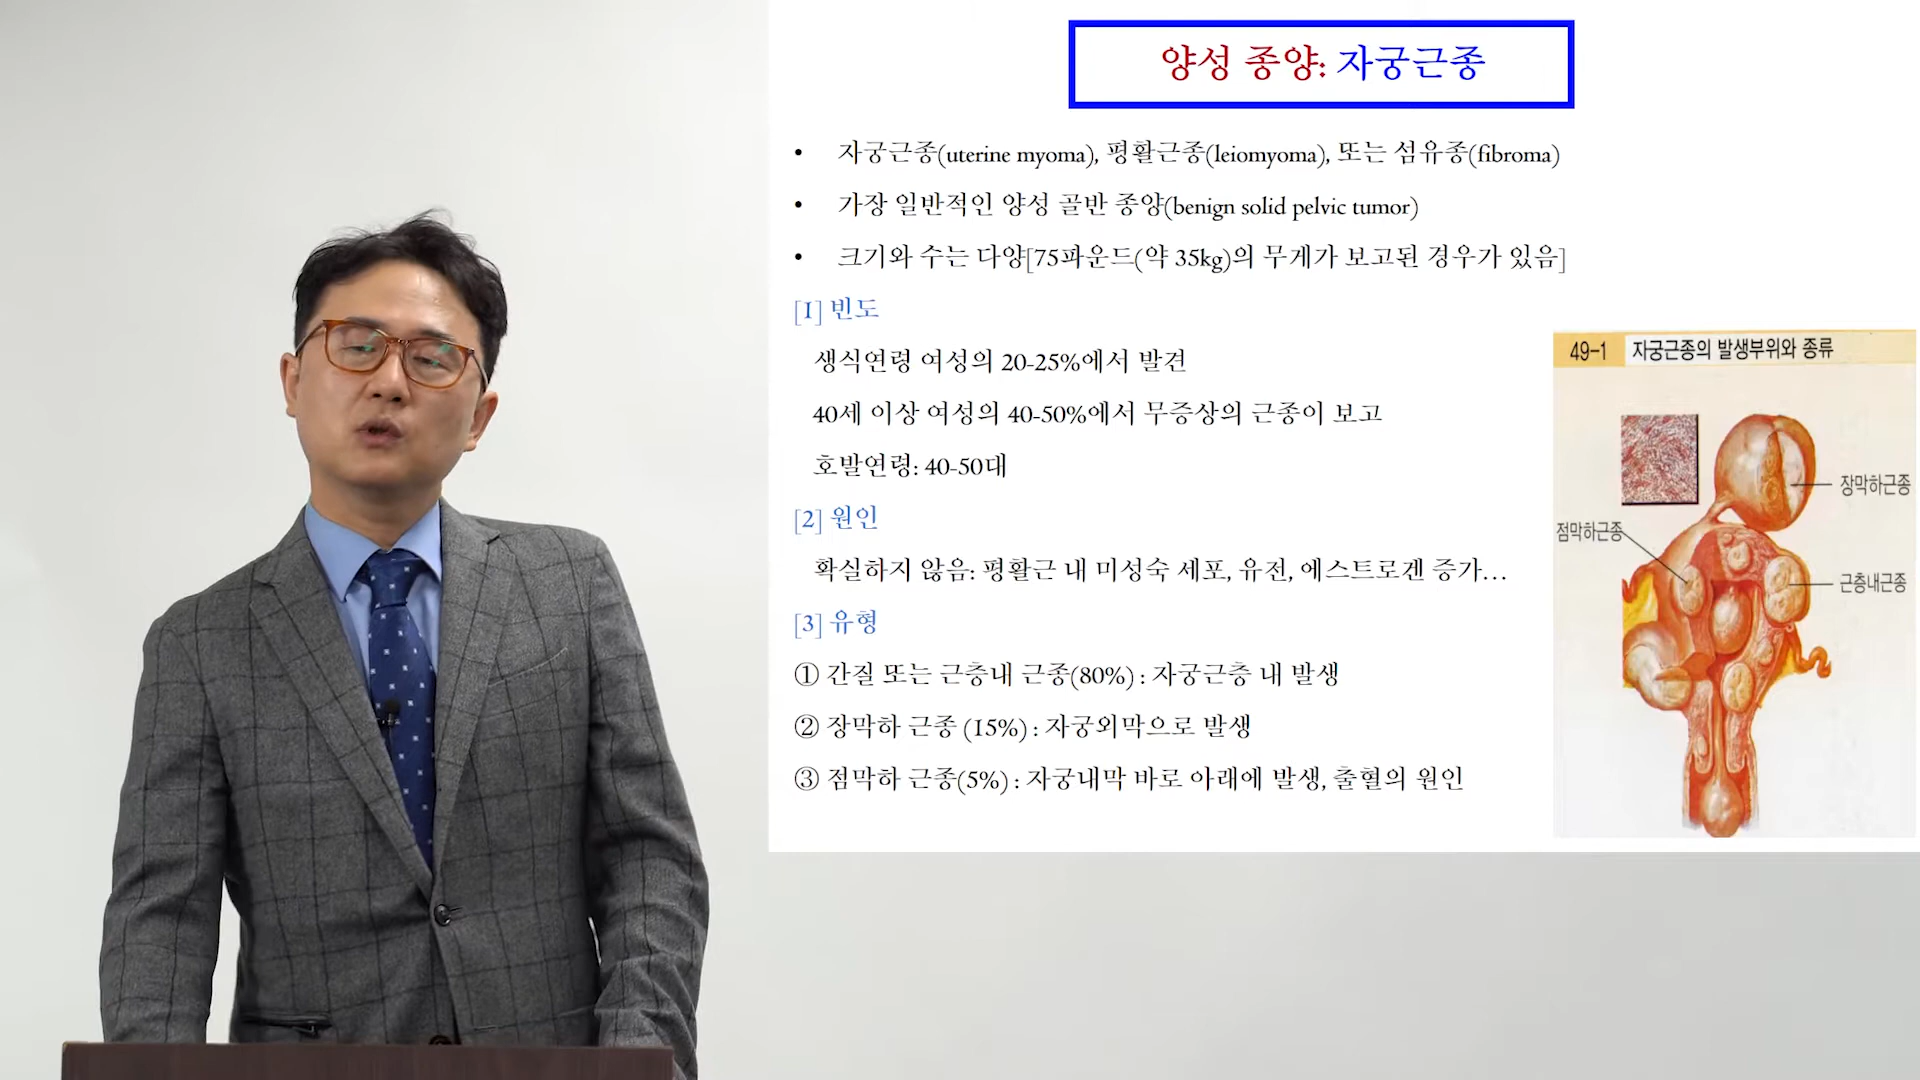 양성 종양: 자궁근종
• 자궁근종(uterine myoma), 평활근종(leiomyoma), 또는 섬유종(fibroma)
• 가장 일반적인 양성 골반 종양(benign solid pelvic tumor)
• 크기와 수는 다양[75파운드(약 35kg)의 무게가 보고된 경우가 있음]
[1] 빈도
생식연령 여성의 20-25%에서 발견
40세 이상 여성의 40-50%에서 무증상의 근종이 보고
호발연령: 40-50대
[2] 원인
확실하지 않음: 평활근 내 미성숙 세포, 유전, 에스트로겐 증가…
[3] 유형
① 간질 또는 근층내 근종(80%) : 자궁근층 내 발생
② 장막하 근종 (15%) : 자궁외막으로 발생
③ 점막하 근종(5%) : 자궁내막 바로 아래에 발생, 출혈의 원인
49-1 자궁근종의 발생부위와 종류
장막하근종
점막하근종
근층내근종